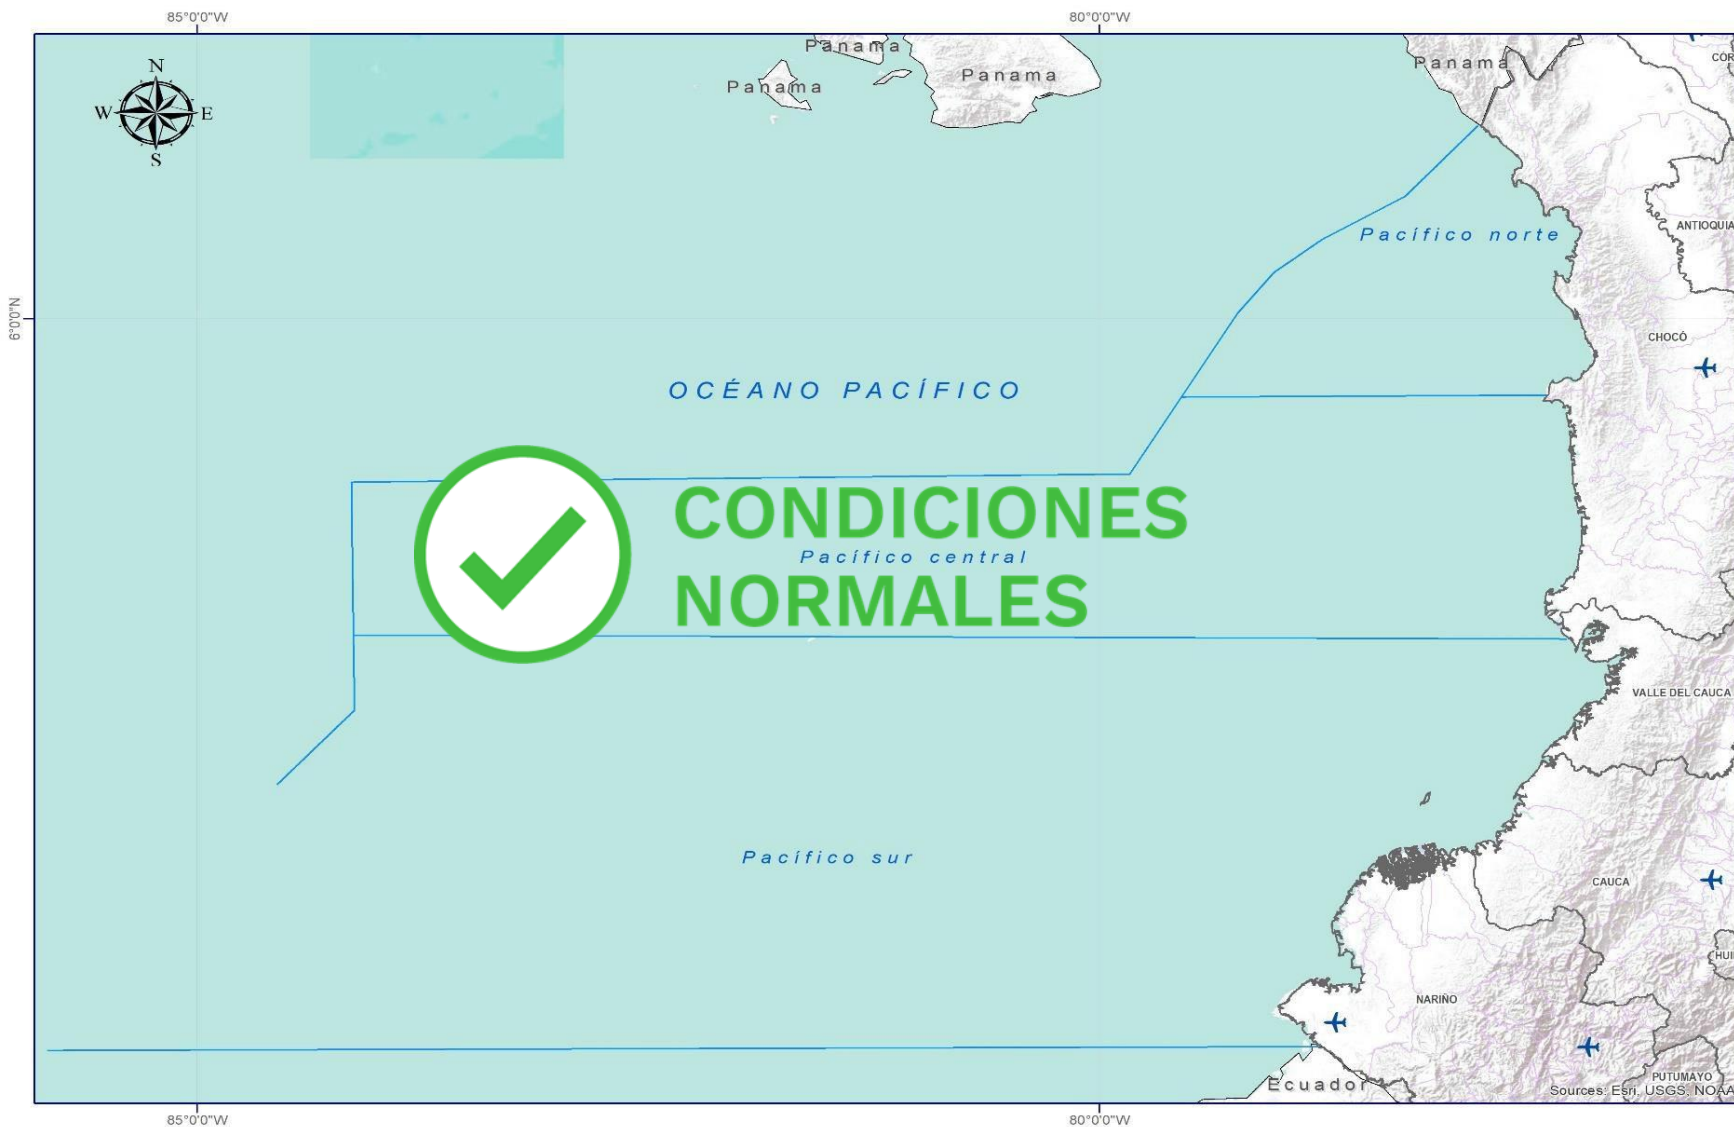 85°0'0"W
80°0'0"W
Panama
Panama
Panama
Panama
CÓR
N
W
E
S
ANTIOQUIA
Pacífico norte
6°0'0"N
CHOCÓ
OCÉANO PACÍFICO
CONDICIONES
Pacífico central
NORMALES
VALLE DEL CAUCA
Pacífico sur
CAUCA
HUI
NARIÑO
PUTUMAYO
Ecuador
Sources: Esri, USGS, NOAA
85°0'0"W
80°0'0"W